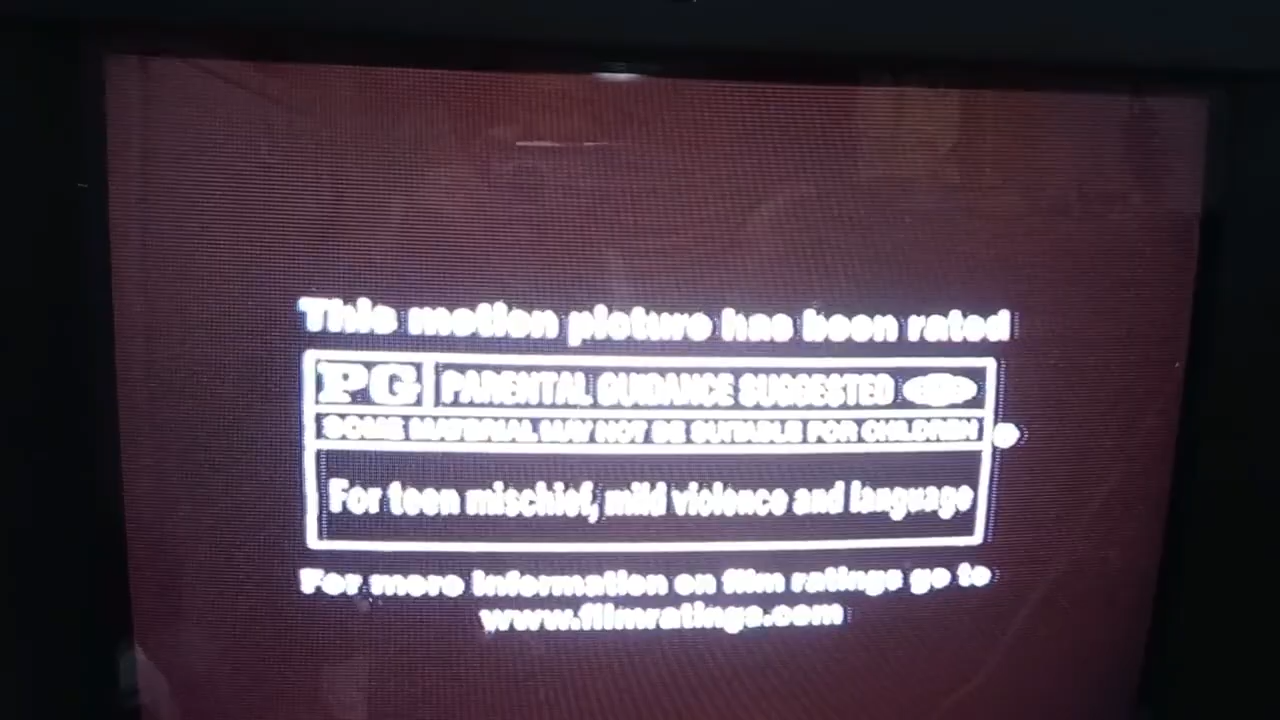 This motion picture has been rated
PG PARENTAL GUIDANCE SUGGESTED
SOME MATERIAL MAY NOT BE SUITABLE FOR CHILDREN
For teen mischief, mild violence and language
For more information on film ratings go to
www.filmratings.com